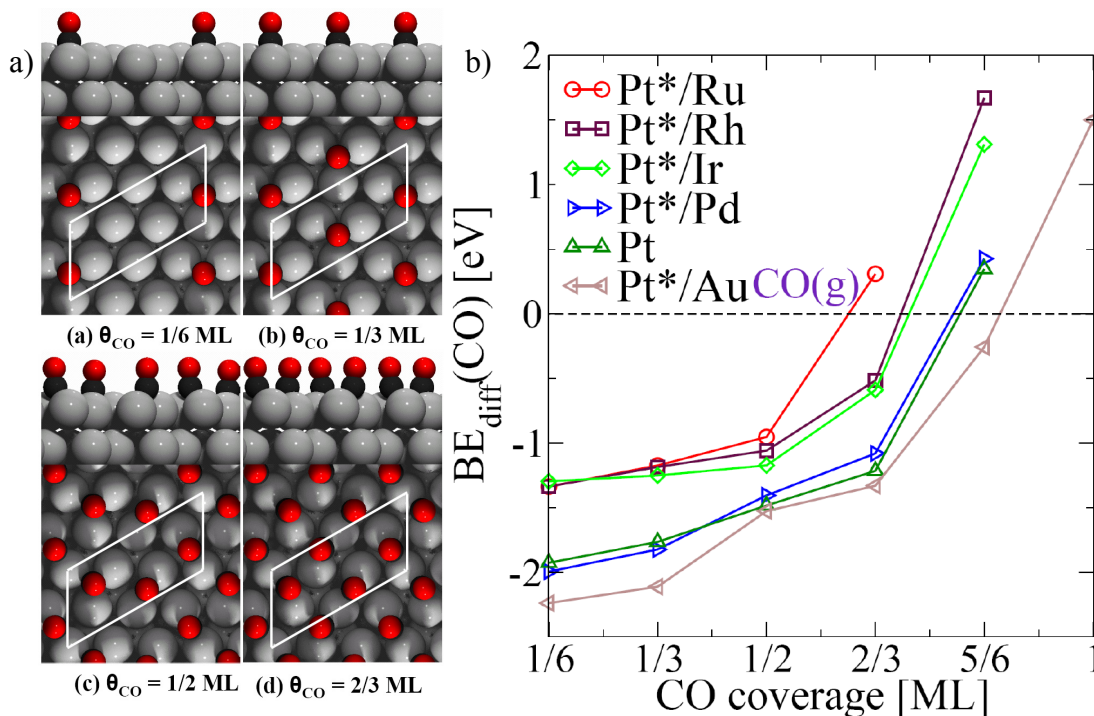 a)
(a) θCO = 1/6 ML
(b) θCO = 1/3 ML
(c) θCO = 1/2 ML
(d) θCO = 2/3 ML
b)
BEdiff(CO) [eV]
2
1
0
-1
-2
Pt*/Ru
Pt*/Rh
Pt*/Ir
Pt*/Pd
Pt
Pt*/Au
CO(g)
1/6
1/3
1/2
2/3
5/6
1
CO coverage [ML]